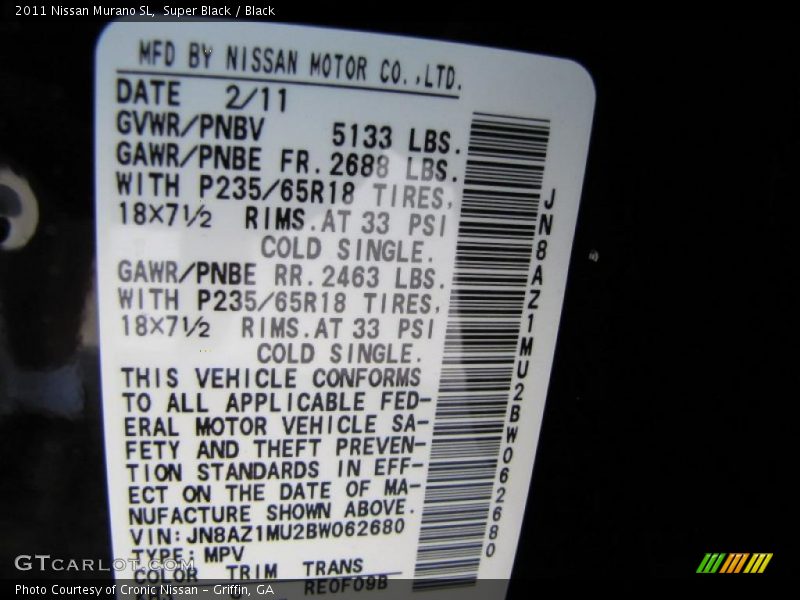 2011 Nissan Murano SL,  Super Black / Black
MFD BY NISSAN MOTOR CO.,LTD.
DATE 2/11
GVWR/PNBV 5133 LBS.
GAWR/PNBE FR. 2688 LBS.
WITH P235/65R18 TIRES,
18×7½ RIMS.AT 33 PSI
COLD SINGLE.
GAWR/PNBE RR. 2463 LBS.
WITH P235/65R18 TIRES,
18×7½ RIMS.AT 33 PSI
COLD SINGLE.
THIS VEHICLE CONFORMS
TO ALL APPLICABLE FED-
ERAL MOTOR VEHICLE SA-
FETY AND THEFT PREVEN-
TION STANDARDS IN EFF-
ECT ON THE DATE OF MA-
NUFACTURE SHOWN ABOVE.
VIN:JN8AZ1MU2BW062680
TYPE:MPV
COLOR TRIM TRANS
RE0F09B
JN8AZ1MU2BW062680
GTCARLOT.COM
Photo Courtesy of Cronic Nissan - Griffin, GA